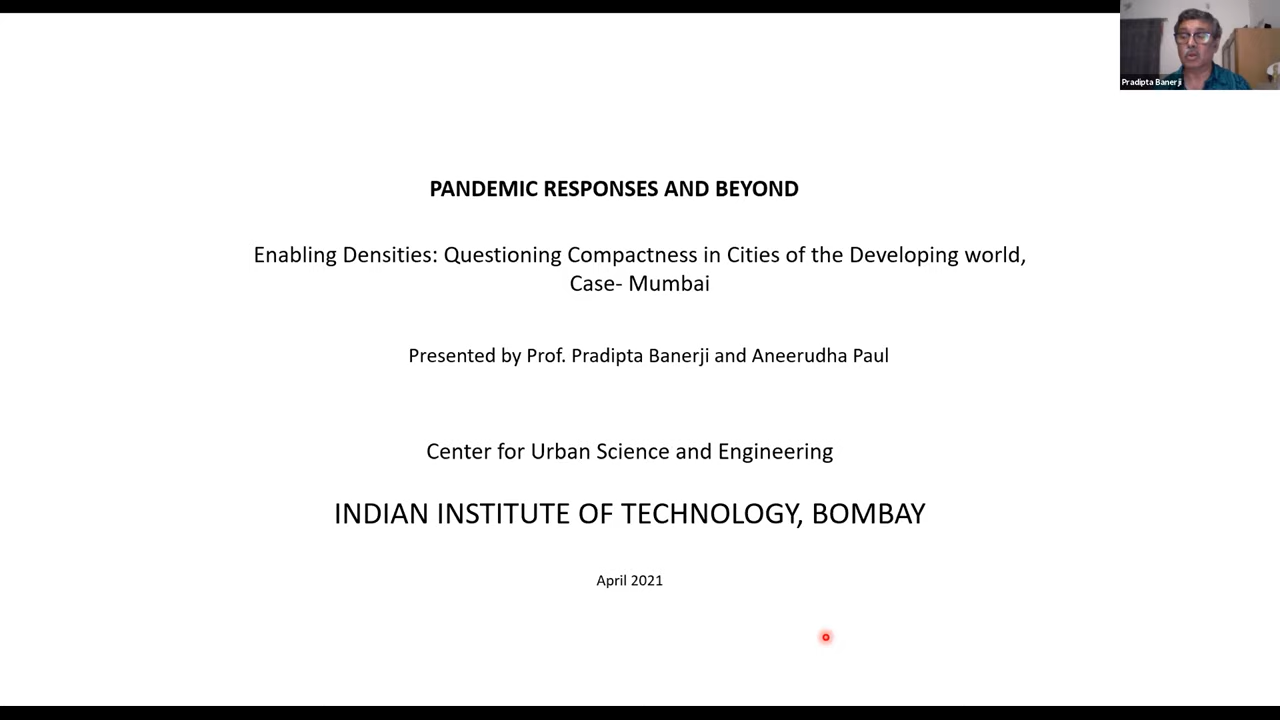 Pradipta Banerji
PANDEMIC RESPONSES AND BEYOND
Enabling Densities: Questioning Compactness in Cities of the Developing world,
Case- Mumbai
Presented by Prof. Pradipta Banerji and Aneerudha Paul
Center for Urban Science and Engineering
INDIAN INSTITUTE OF TECHNOLOGY, BOMBAY
April 2021